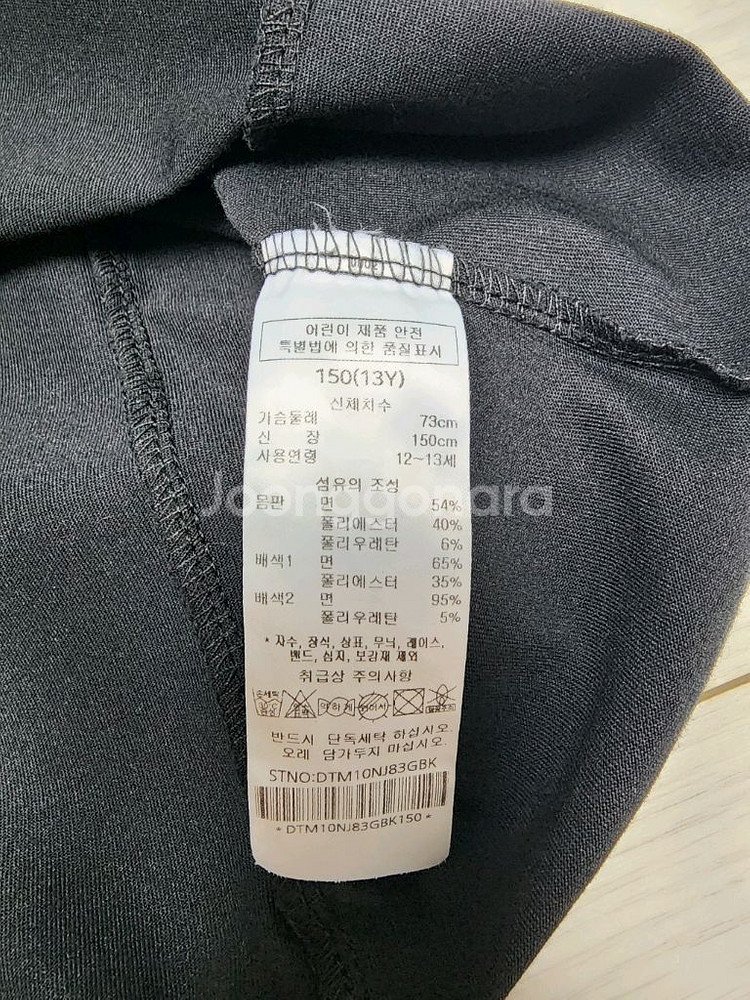 어린이 제품 안전
특별법에 의한 품질표시
150(13Y)
신체치수
가슴둘레 73cm
신 장 150cm
사용연령 12~13세
섬유의 조성
Joonggonara
몸판 면 54%
폴리에스터 40%
폴리우레탄 6%
배색1 면 65%
폴리에스터 35%
배색2 면 95%
폴리우레탄 5%
* 자수, 장식, 상표, 무늬, 레이스,
밴드, 심지, 보강재 제외
취급상 주의사항
손세탁 약하게
반드시 단독세탁 하십시오.
오래 담가두지 마십시오.
STNO:DTM10NJ83GBK
* DTM10NJ83GBK150 *